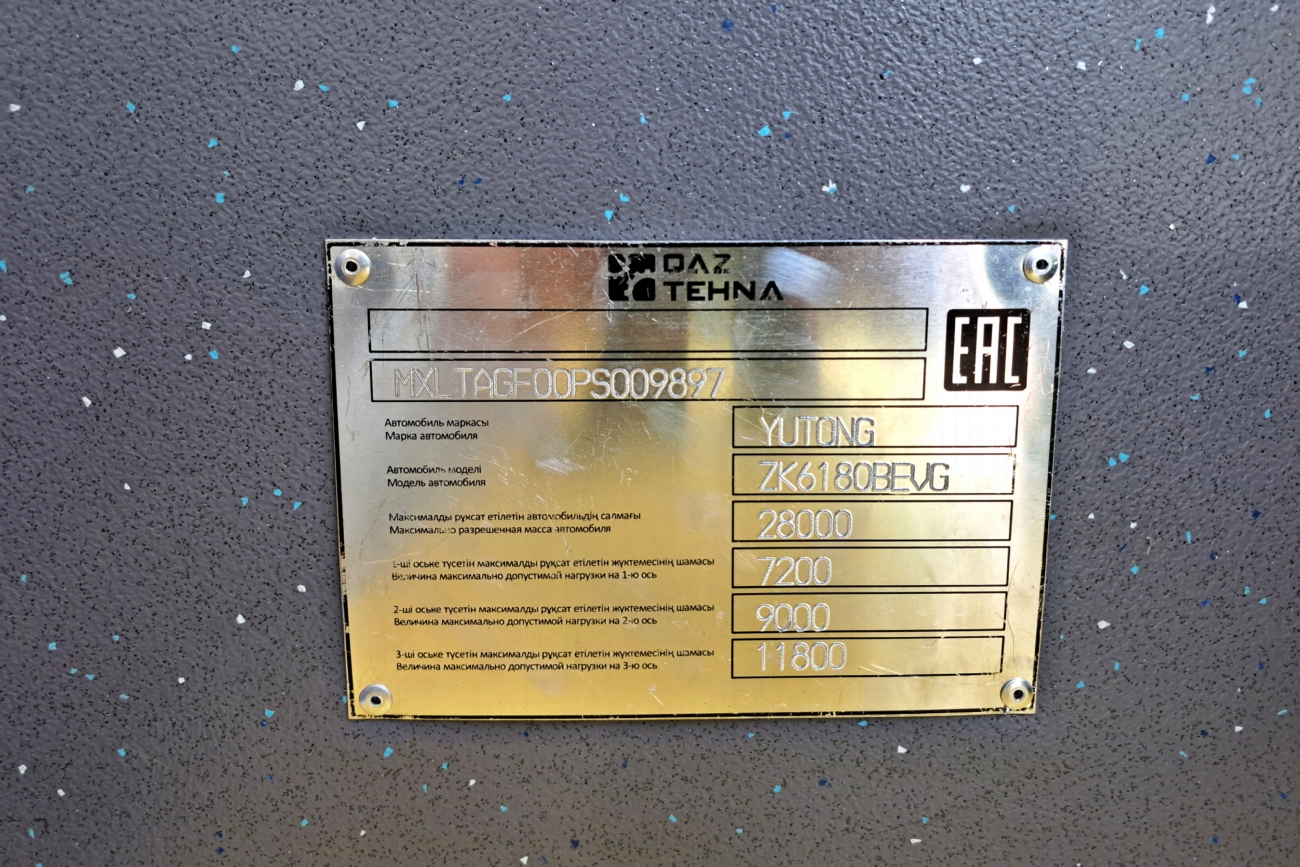 QAZ
TEHNA
EAC
MXLTAGF00PS009897
Автомобиль маркасы
Марка автомобиля
YUTONG
Автомобиль моделі
Модель автомобиля
ZK6180BEVG
Максималды рұқсат етілетін автомобильдің салмағы
Максимально разрешенная масса автомобиля
28000
1-ші оське түсетін максималды рұқсат етілетін жүктемесінің шамасы
Величина максимально допустимой нагрузки на 1-ю ось
7200
2-ші оське түсетін максималды рұқсат етілетін жүктемесінің шамасы
Величина максимально допустимой нагрузки на 2-ю ось
9000
3-ші оське түсетін максималды рұқсат етілетін жүктемесінің шамасы
Величина максимально допустимой нагрузки на 3-ю ось
11800